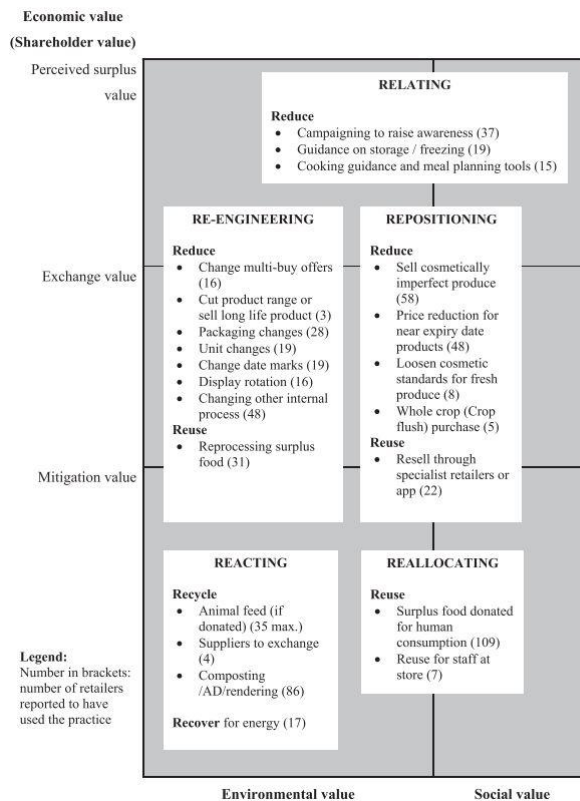 Economic value
(Shareholder value)
Perceived surplus
value
RELATING
Reduce
• Campaigning to raise awareness (37)
• Guidance on storage / freezing (19)
• Cooking guidance and meal planning tools (15)
RE-ENGINEERING
Reduce
• Change multi-buy offers
(16)
• Cut product range or
sell long life product (3)
• Packaging changes (28)
• Unit changes (19)
• Change date marks (19)
• Display rotation (16)
• Changing other internal
process (48)
Reuse
• Reprocessing surplus
food (31)
REPOSITIONING
Reduce
• Sell cosmetically
imperfect produce
(58)
• Price reduction for
near expiry date
products (48)
• Loosen cosmetic
standards for fresh
produce (8)
• Whole crop (Crop
flush) purchase (5)
Reuse
• Resell through
specialist retailers or
app (22)
Exchange value
Mitigation value
REACTING
Recycle
• Animal feed (if
donated) (35 max.)
• Suppliers to exchange
(4)
• Composting
/AD/rendering (86)
Recover for energy (17)
REALLOCATING
Reuse
• Surplus food donated
for human
consumption (109)
• Reuse for staff at
store (7)
Legend:
Number in brackets:
number of retailers
reported to have
used the practice
Environmental value
Social value